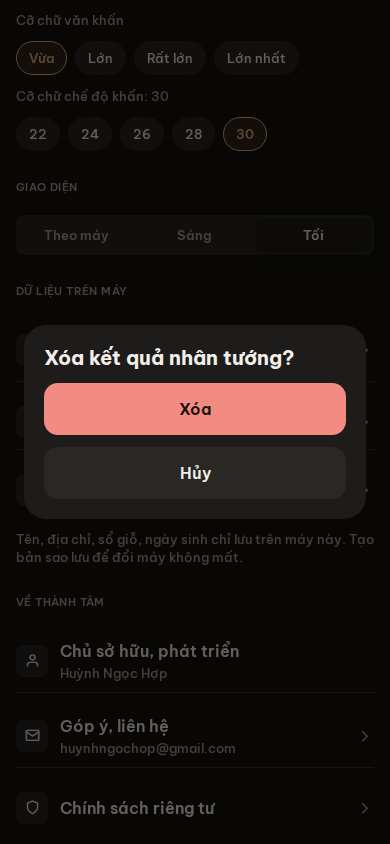 Cỡ chữ văn khấn
Vừa
Lớn
Rất lớn
Lớn nhất
Cỡ chữ chế độ khấn: 30
22
24
26
28
30
GIAO DIỆN
Theo máy
Sáng
Tối
DỮ LIỆU TRÊN MÁY
Xóa kết quả nhân tướng?
Xóa
Hủy
Tên, địa chỉ, sổ giỗ, ngày sinh chỉ lưu trên máy này. Tạo
bản sao lưu để đổi máy không mất.
VỀ THÀNH TÂM
Chủ sở hữu, phát triển
Huỳnh Ngọc Hợp
Góp ý, liên hệ
huynhngochop@gmail.com
Chính sách riêng tư